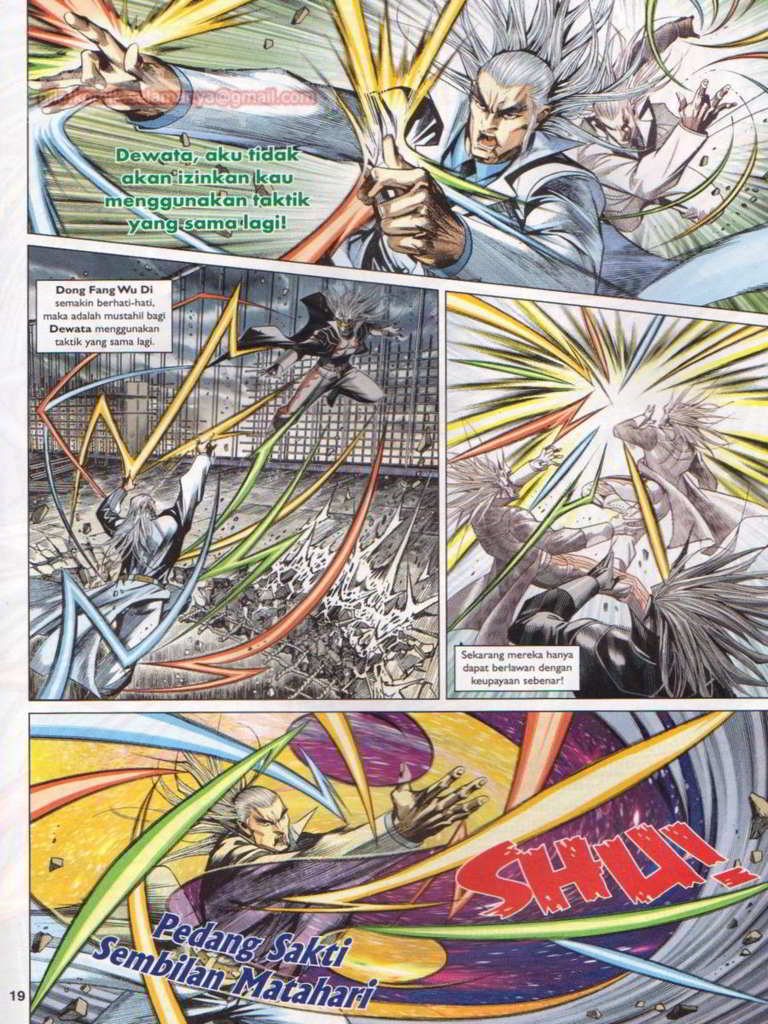 Dewata, aku tidak
akan izinkan kau
menggunakan taktik
yang sama lagi!
Dong Fang Wu Di
semakin berhati-hati,
maka adalah mustahil bagi
Dewata menggunakan
taktik yang sama lagi.
Sekarang mereka hanya
dapat berlawan dengan
keupayaan sebenar!
SHUI!
Pedang Sakti
Sembilan Matahari
19